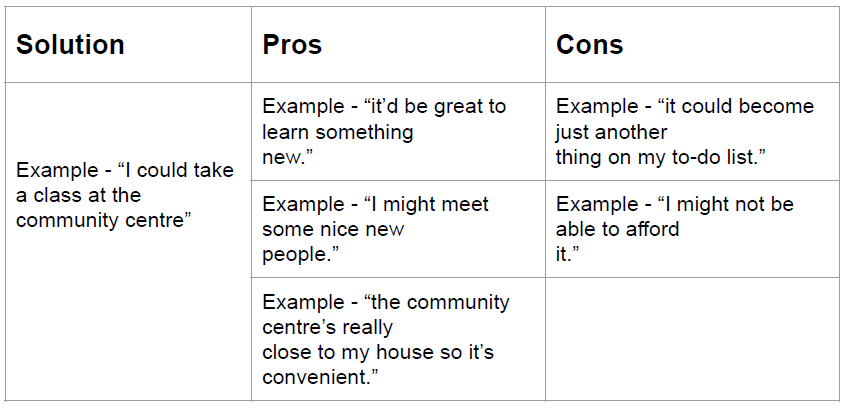 Solution
Pros
Cons
Example - “I could take
a class at the
community centre”
Example - “it’d be great to
learn something
new.”
Example - “it could become
just another
thing on my to-do list.”
Example - “I might meet
some nice new
people.”
Example - “I might not be
able to afford
it.”
Example - “the community
centre’s really
close to my house so it’s
convenient.”